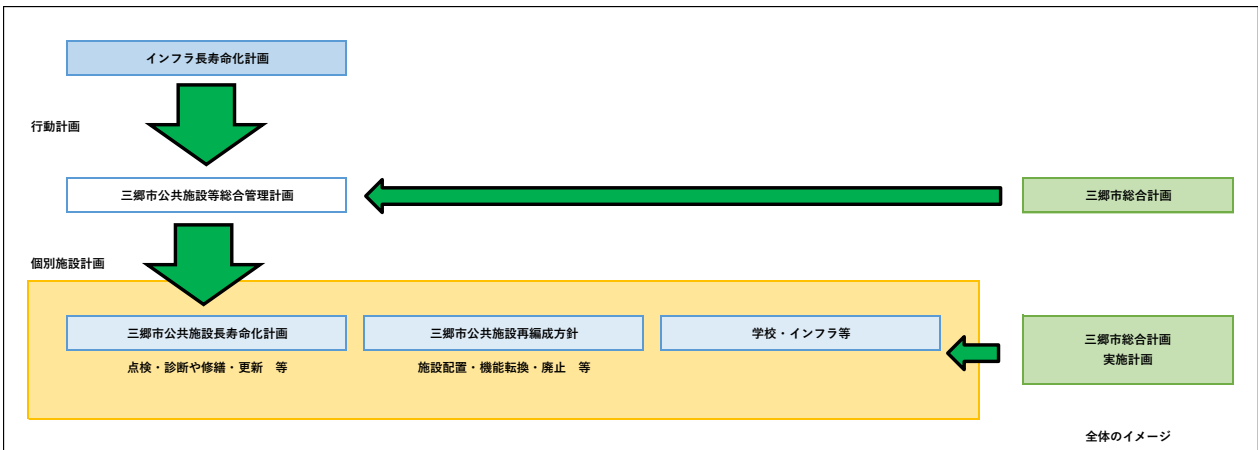 インフラ長寿命化計画
行動計画
三郷市公共施設等総合管理計画
三郷市総合計画
個別施設計画
三郷市公共施設長寿命化計画
三郷市公共施設再編成方針
学校・インフラ等
三郷市総合計画
実施計画
点検・診断や修繕・更新　等
施設配置・機能転換・廃止　等
全体のイメージ